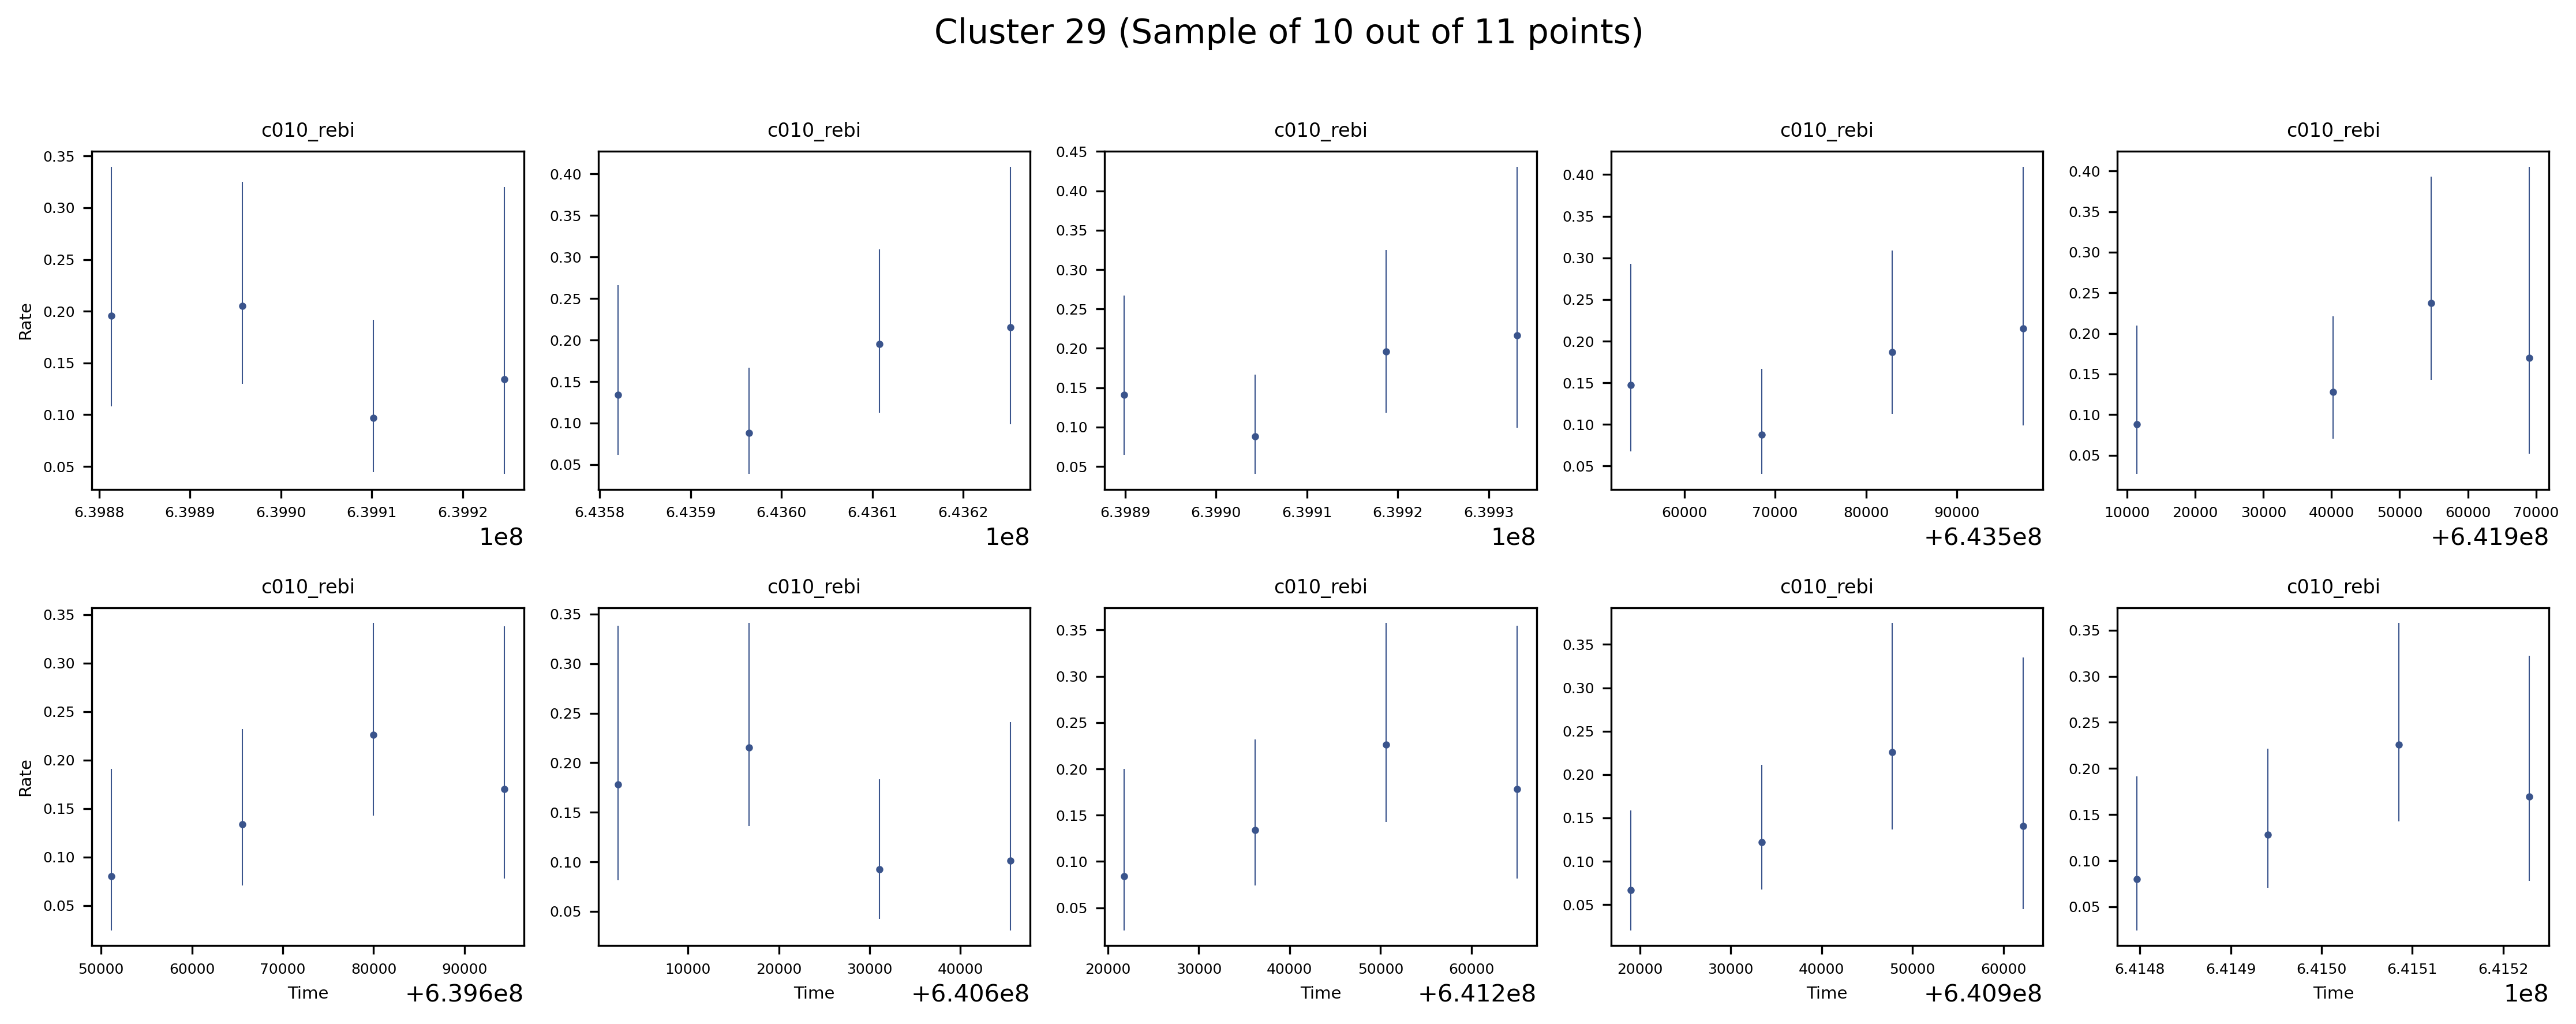 Cluster 29 (Sample of 10 out of 11 points)
c010_rebi
c010_rebi
c010_rebi
c010_rebi
c010_rebi
Rate
0.35
0.30
0.25
0.20
0.15
0.10
0.05
6.3988 6.3989 6.3990 6.3991 6.3992
1e8
0.40
0.35
0.30
0.25
0.20
0.15
0.10
0.05
6.4358 6.4359 6.4360 6.4361 6.4362
1e8
0.45
0.40
0.35
0.30
0.25
0.20
0.15
0.10
0.05
6.3989 6.3990 6.3991 6.3992 6.3993
1e8
0.40
0.35
0.30
0.25
0.20
0.15
0.10
0.05
60000 70000 80000 90000
+6.435e8
0.40
0.35
0.30
0.25
0.20
0.15
0.10
0.05
10000 20000 30000 40000 50000 60000 70000
+6.419e8
c010_rebi
c010_rebi
c010_rebi
c010_rebi
c010_rebi
Rate
0.35
0.30
0.25
0.20
0.15
0.10
0.05
50000 60000 70000 80000 90000
Time
+6.396e8
0.35
0.30
0.25
0.20
0.15
0.10
0.05
10000 20000 30000 40000
Time
+6.406e8
0.35
0.30
0.25
0.20
0.15
0.10
0.05
20000 30000 40000 50000 60000
Time
+6.412e8
0.35
0.30
0.25
0.20
0.15
0.10
0.05
20000 30000 40000 50000 60000
Time
+6.409e8
0.35
0.30
0.25
0.20
0.15
0.10
0.05
6.4148 6.4149 6.4150 6.4151 6.4152
Time
1e8